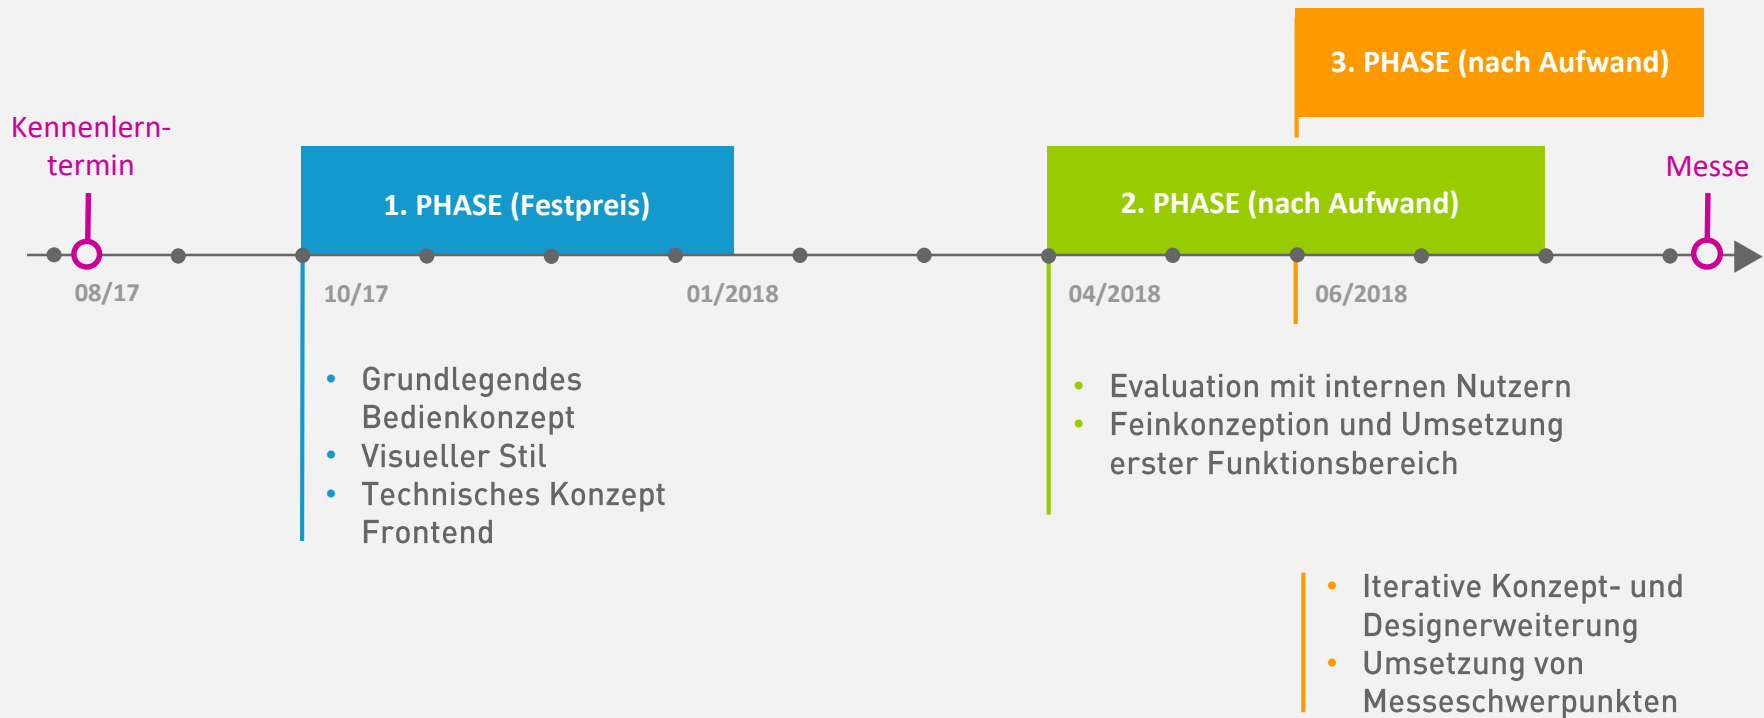 3. PHASE (nach Aufwand)
Kennenlern-
termin
1. PHASE (Festpreis)
2. PHASE (nach Aufwand)
Messe
08/17
10/17
01/2018
04/2018
06/2018
• Grundlegendes
Bedienkonzept
• Visueller Stil
• Technisches Konzept
Frontend
• Evaluation mit internen Nutzern
• Feinkonzeption und Umsetzung
erster Funktionsbereich
• Iterative Konzept- und
Designerweiterung
• Umsetzung von
Messeschwerpunkten